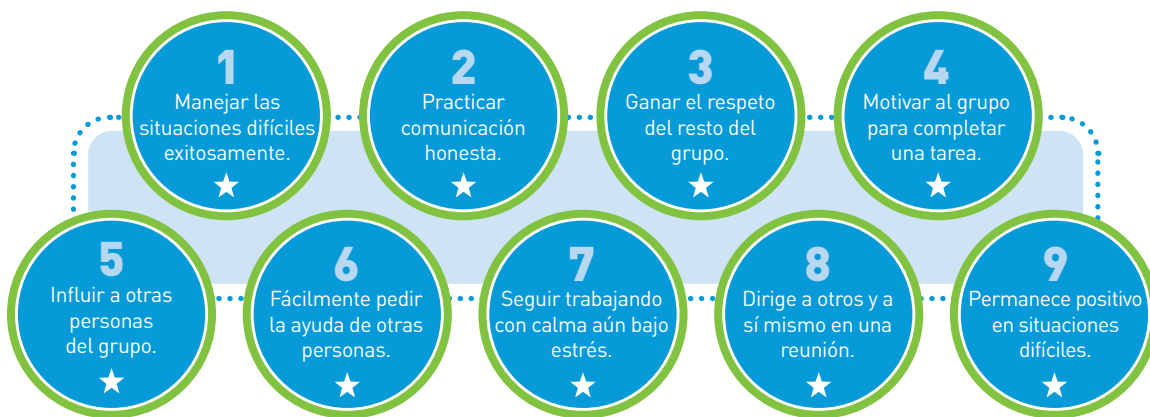 1
Manejar las
situaciones difíciles
exitosamente.
2
Practicar
comunicación
honesta.
3
Ganar el respeto
del resto del
grupo.
4
Motivar al grupo
para completar
una tarea.
5
Influir a otras
personas
del grupo.
6
Fácilmente pedir
la ayuda de otras
personas.
7
Seguir trabajando
con calma aún bajo
estrés.
8
Dirige a otros y a
sí mismo en una
reunión.
9
Permanece positivo
en situaciones
difíciles.